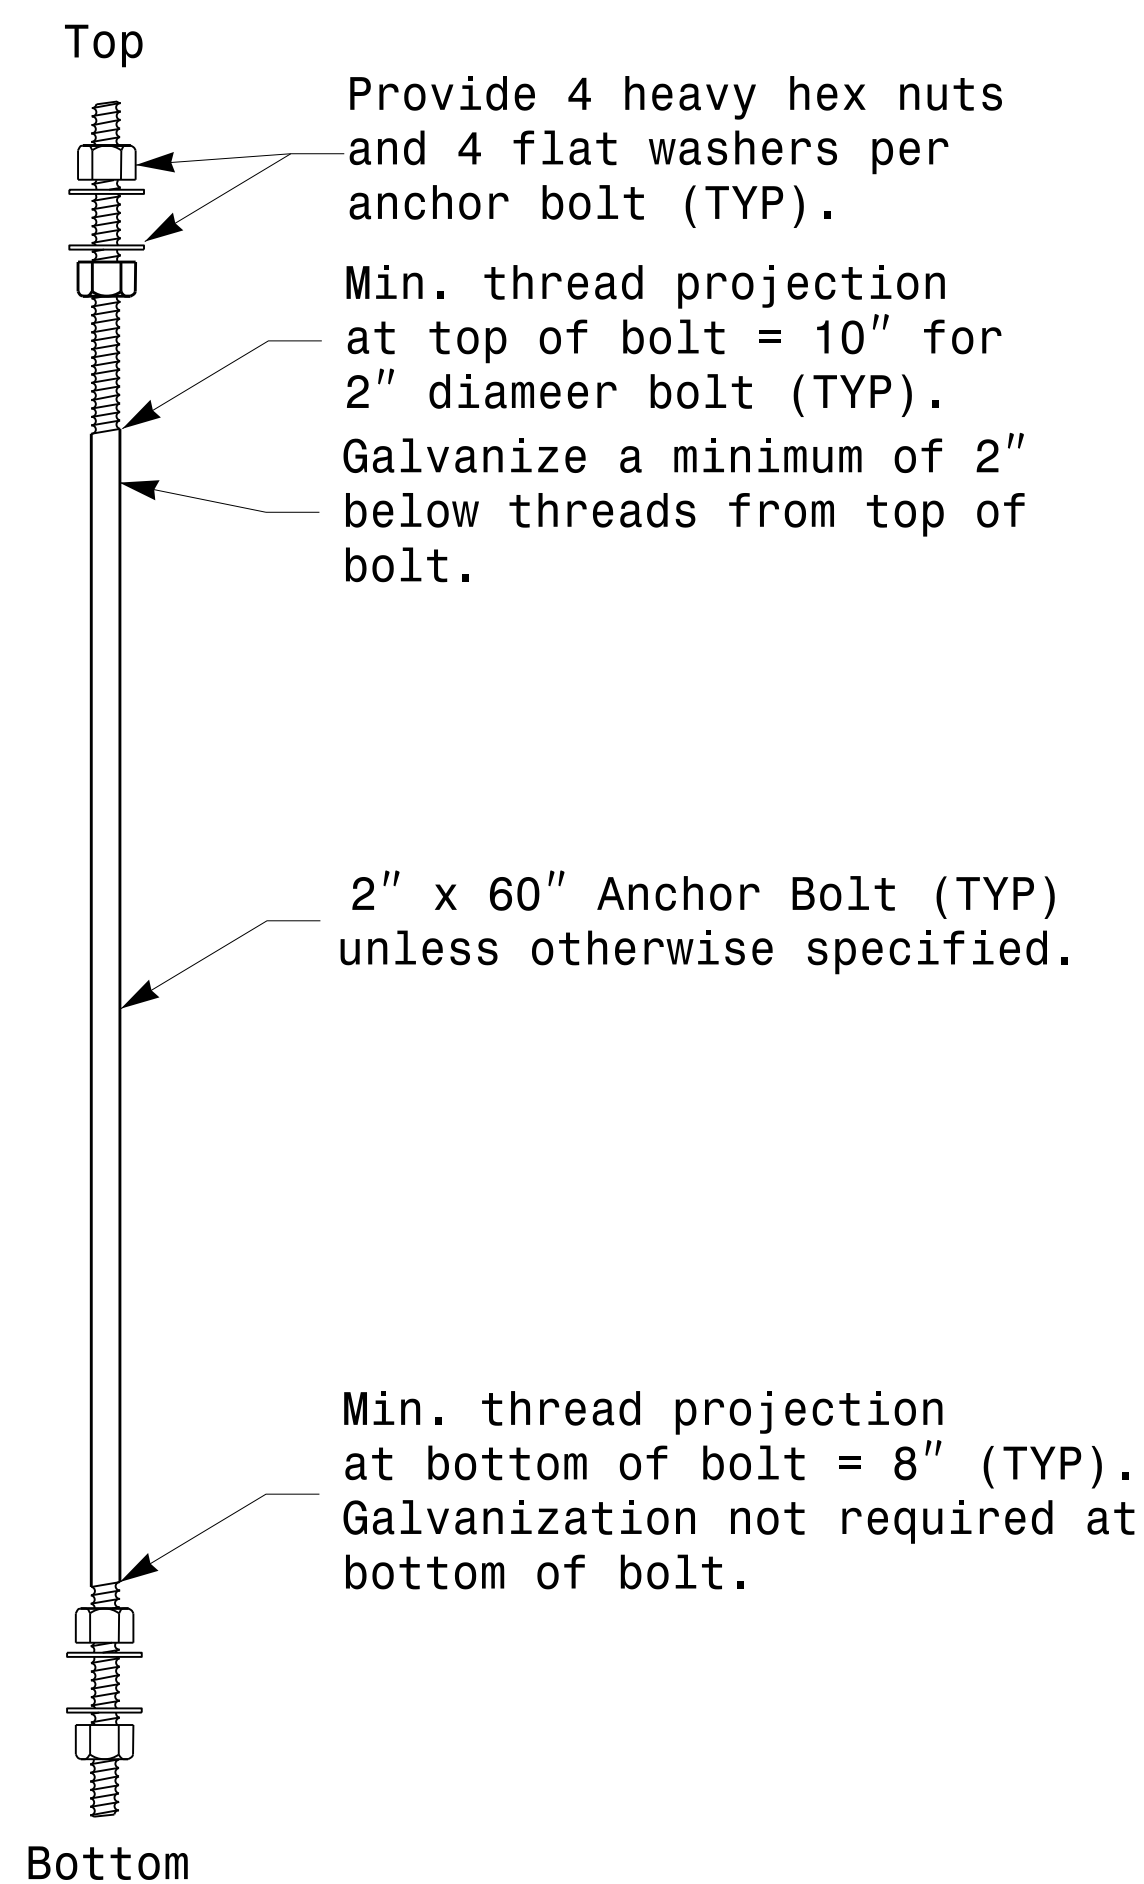 Top
Provide 4 heavy hex nuts
and 4 flat washers per
anchor bolt (TYP).
Min. thread projection
at top of bolt = 10" for
2" diameer bolt (TYP).
Galvanize a minimum of 2"
below threads from top of
bolt.
2" x 60" Anchor Bolt (TYP)
unless otherwise specified.
Min. thread projection
at bottom of bolt = 8" (TYP).
Galvanization not required at
bottom of bolt.
Bottom